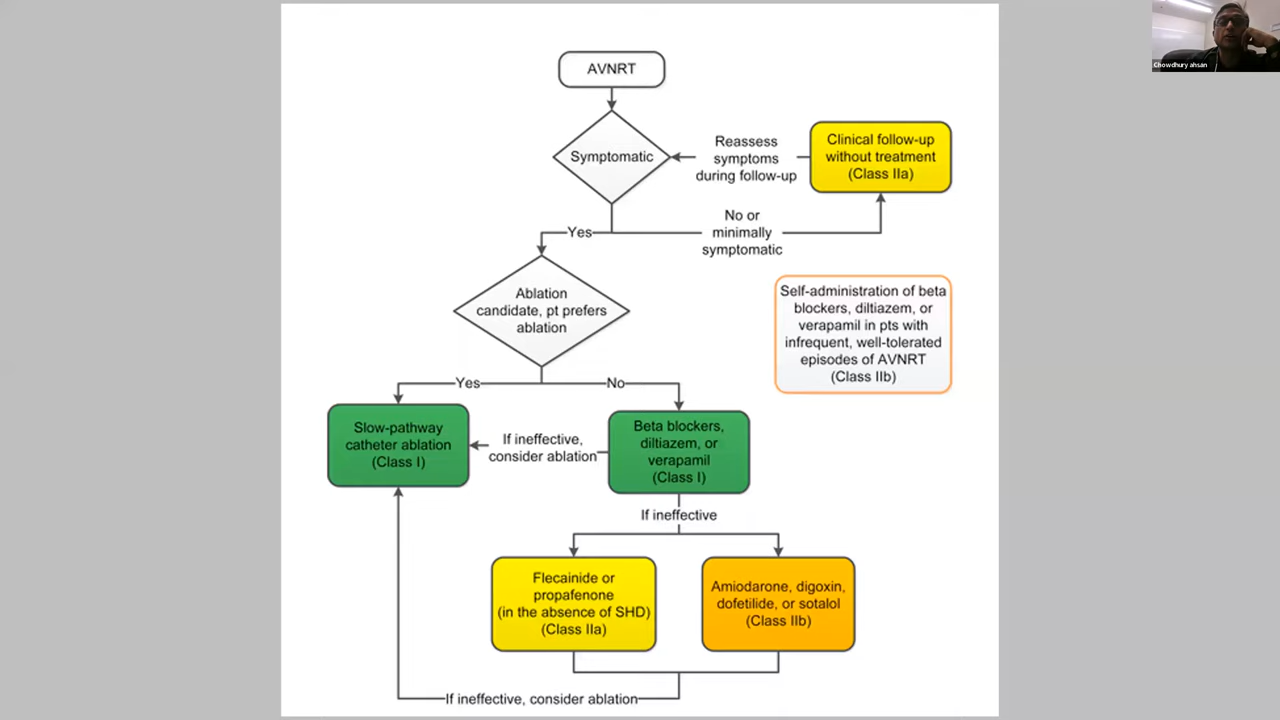 AVNRT
Symptomatic
Reassess
symptoms
during follow-up
Clinical follow-up
without treatment
(Class IIa)
Yes
No or
minimally
symptomatic
Ablation
candidate, pt prefers
ablation
Self-administration of beta
blockers, diltiazem, or
verapamil in pts with
infrequent, well-tolerated
episodes of AVNRT
(Class IIb)
Yes
No
Slow-pathway
catheter ablation
(Class I)
If ineffective,
consider ablation
Beta blockers,
diltiazem, or
verapamil
(Class I)
If ineffective
Flecainide or
propafenone
(in the absence of SHD)
(Class IIa)
Amiodarone, digoxin,
dofetilide, or sotalol
(Class IIb)
If ineffective, consider ablation
Chowdhury ahsan